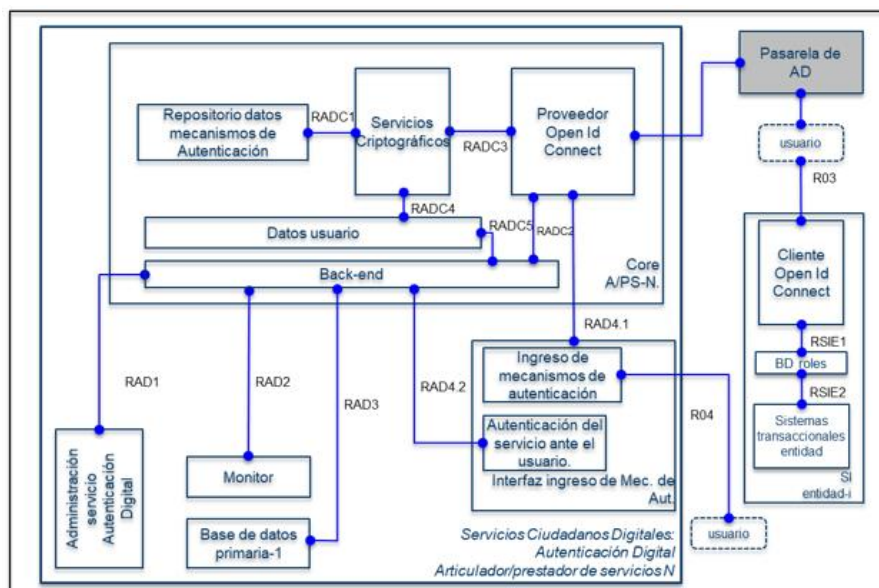 Pasarela de
AD
usuario
R03
Repositorio datos
mecanismos de
Autenticación
RADC1
Servicios
Criptográficos
RADC3
Proveedor
Open Id
Connect
RADC4
Datos usuario
RADC5
RADC2
Back-end
Core
A/PS-N.
Cliente
Open Id
Connect
RSIE1
BD roles
RSIE2
Sistemas
transaccionales
entidad
SI
entidad-i
RAD1
RAD2
RAD3
RAD4.2
RAD4.1
Ingreso de
mecanismos de
autenticación
R04
Autenticación del
servicio ante el
usuario.
Interfaz ingreso de Mec. de
Aut.
Administración
servicio
Autenticación
Digital
Monitor
Base de datos
primaria-1
usuario
Servicios Ciudadanos Digitales:
Autenticación Digital
Articulador/prestador de servicios N